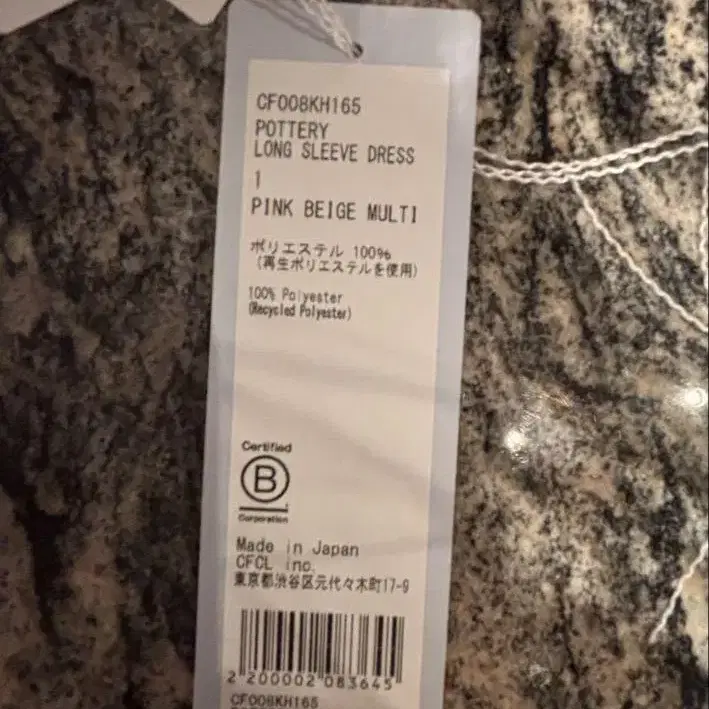 CF008KH165
POTTERY
LONG SLEEVE DRESS
1
PINK BEIGE MULTI
ポリエステル 100%
(再生ポリエステルを使用)
100% Polyester
(Recycled Polyester)
Certified
B
Corporation
Made in Japan
CFCL inc.
東京都渋谷区元代々木町17-9
2 200002 083645
CF008KH165